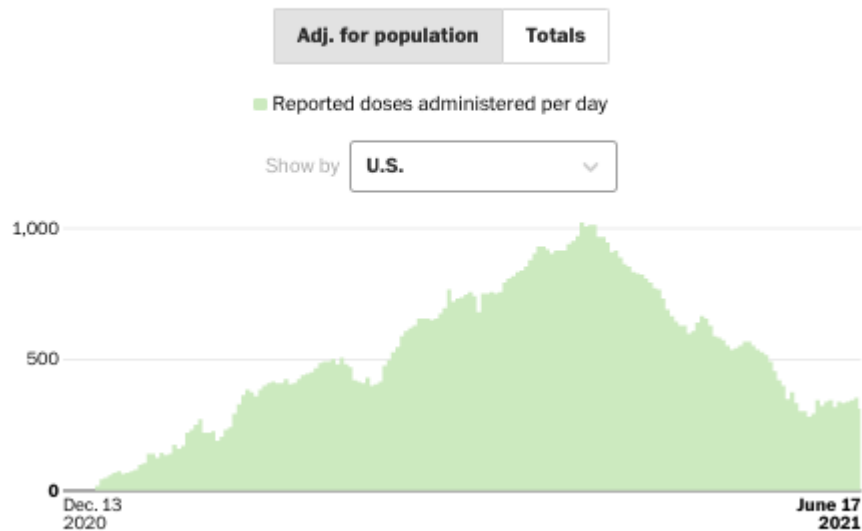 Adj. for population
Totals
Reported doses administered per day
Show by
U.S.
1,000
500
0
Dec. 13
2020
June 17
2021